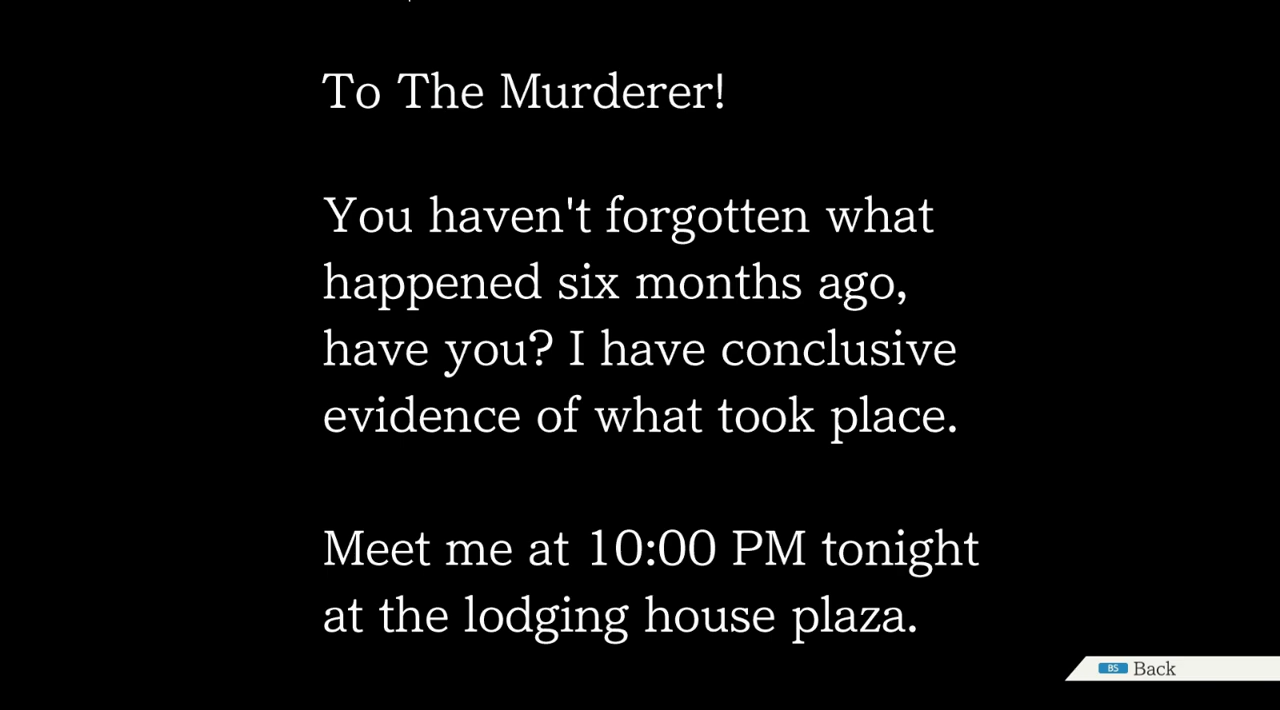 To The Murderer!
You haven't forgotten what
happened six months ago,
have you? I have conclusive
evidence of what took place.
Meet me at 10:00 PM tonight
at the lodging house plaza.
BS Back